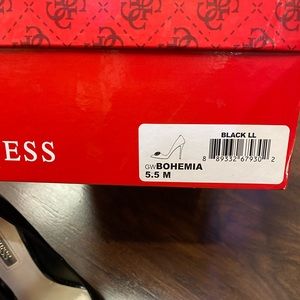 ESS
BLACK LL
8 89332 67930 2
GWBOHEMIA
5.5 M